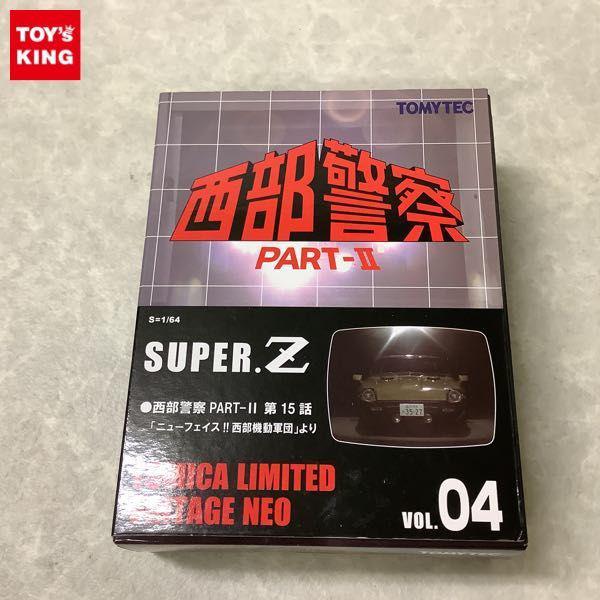 TOY's
KING
TOMYTEC
西部警察
PART-II
S=1/64
SUPER.Z
●西部警察 PART-II 第15話
「ニューフェイス!!西部機動軍団」より
LIMITED
NEO
VOL.04
35-27